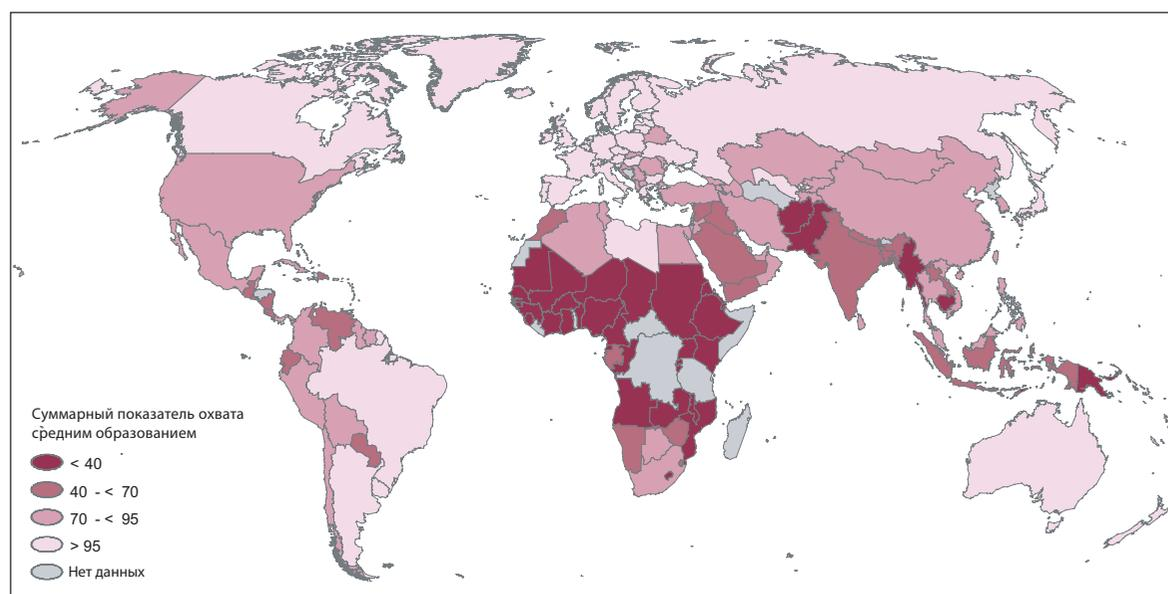 Суммарный показатель охвата
средним образованием
< 40
40 - < 70
70 - < 95
> 95
Нет данных